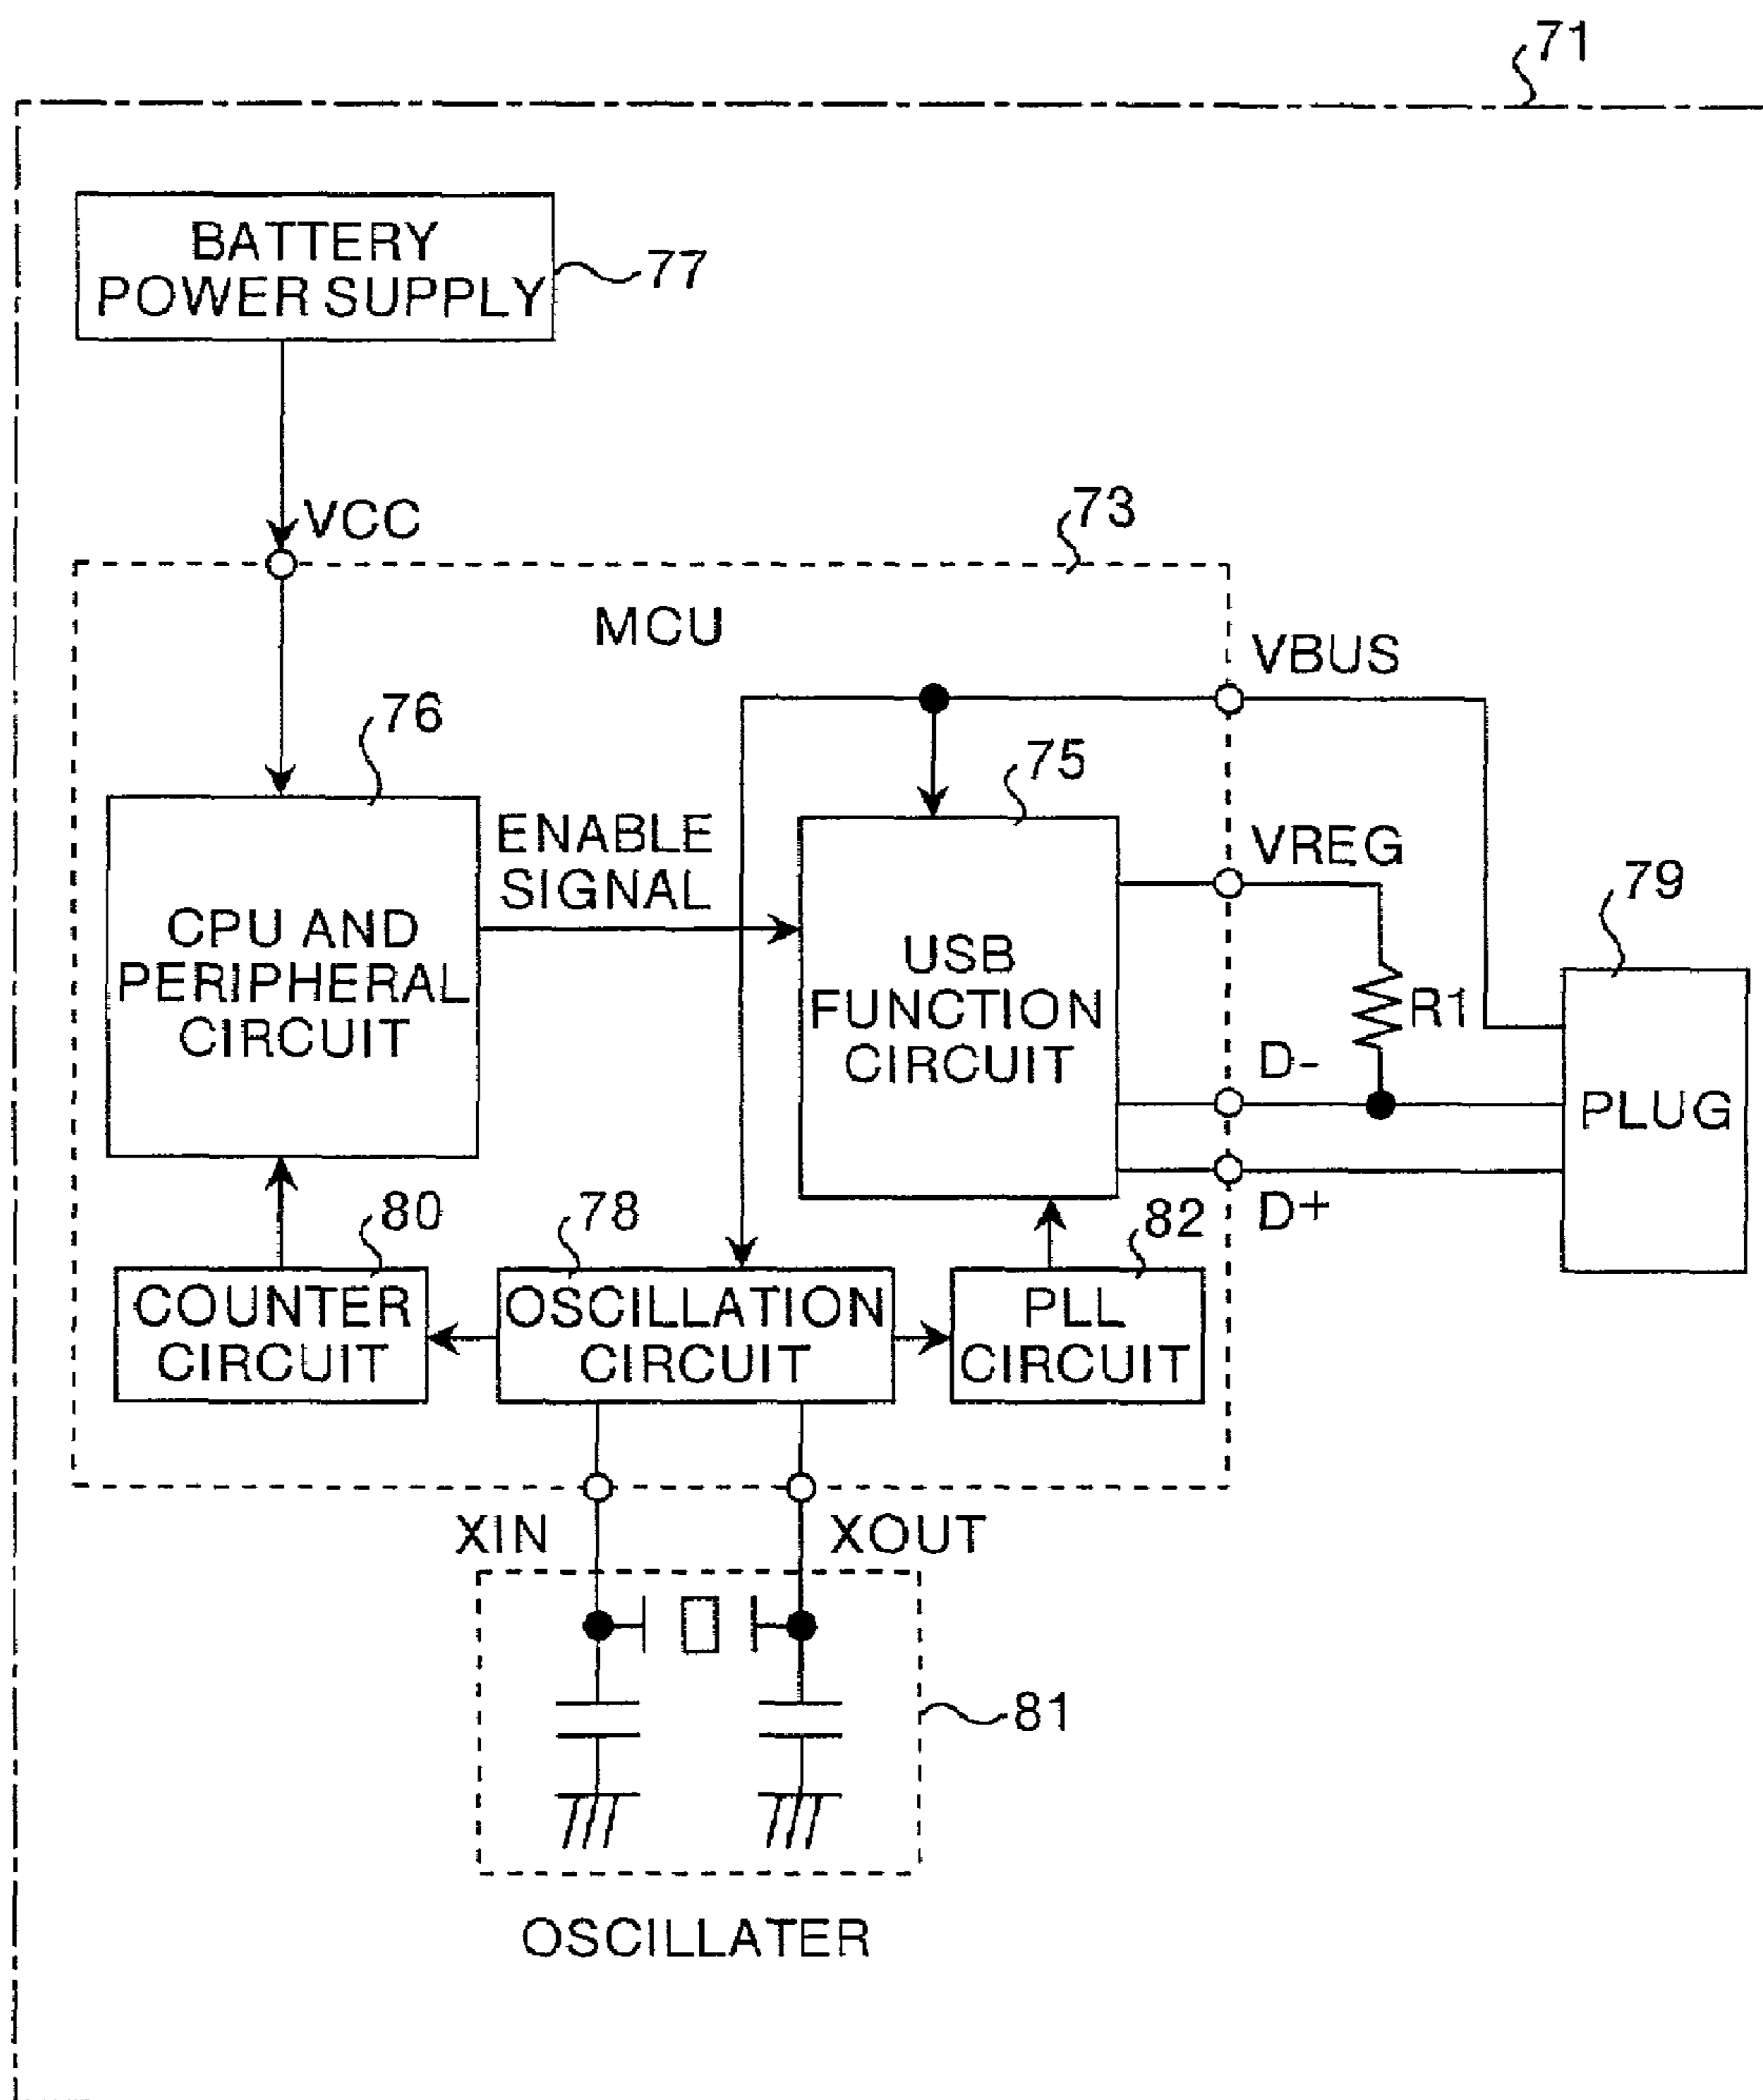 71
BATTERY
POWER SUPPLY
77
VCC
73
MCU
VBUS
76
75
ENABLE
SIGNAL
VREG
79
CPU AND
PERIPHERAL
CIRCUIT
USB
FUNCTION
CIRCUIT
R1
D-
PLUG
D+
80
78
82
COUNTER
CIRCUIT
OSCILLATION
CIRCUIT
PLL
CIRCUIT
XIN
XOUT
81
OSCILLATER